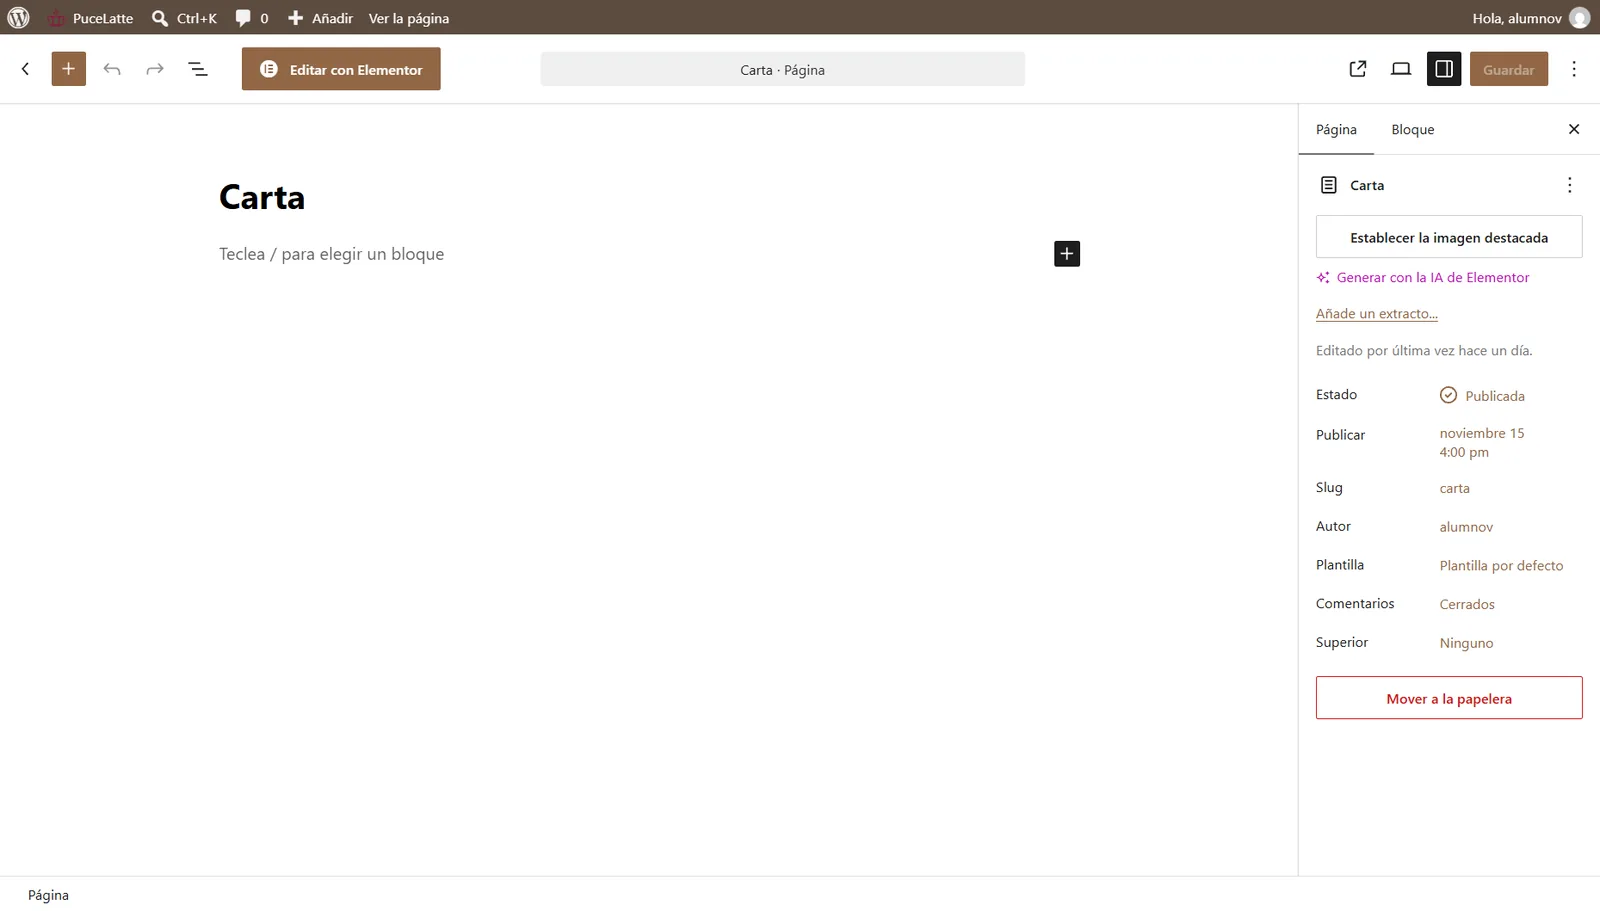 PuceLatte Ctrl+K 0 Añadir Ver la página Hola, alumnov
Editar con Elementor Carta · Página Guardar
Página Bloque
Carta
Teclea / para elegir un bloque
Carta
Establecer la imagen destacada
Generar con la IA de Elementor
Añade un extracto...
Editado por última vez hace un día.
Estado Publicada
Publicar noviembre 15
4:00 pm
Slug carta
Autor alumnov
Plantilla Plantilla por defecto
Comentarios Cerrados
Superior Ninguno
Mover a la papelera
Página